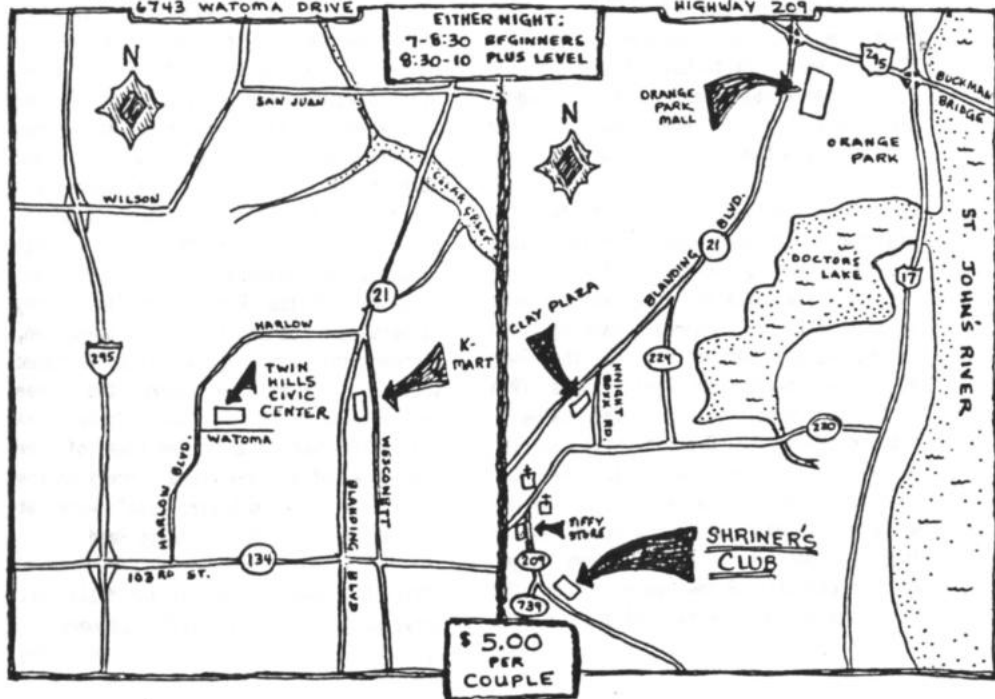 6743 WATOMA DRIVE
EITHER NIGHT:
7-8:30 BEGINNERS
8:30-10 PLUS LEVEL
HIGHWAY 209
N
SAN JUAN
WILSON
CEDAR CREEK
21
HARLOW
295
TWIN
HILLS
CIVIC
CENTER
K-
MART
WATOMA
HARLOW BLVD.
WESCONNETT
BLANDING BLVD
134
103RD ST.
N
ORANGE
PARK
MALL
295
BUCKMAN
BRIDGE
ORANGE
PARK
ST. JOHN'S RIVER
BLANDING BLVD.
21
DOCTORS
LAKE
17
CLAY PLAZA
224
KNIGHT
BOXX RD.
220
JIFFY
STORE
SHRINER'S
CLUB
209
739
$ 5.00
PER
COUPLE